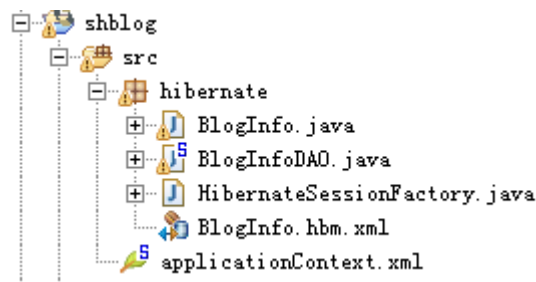 shblog
src
hibernate
BlogInfo.java
BlogInfoDAO.java
HibernateSessionFactory.java
BlogInfo.hbm.xml
applicationContext.xml